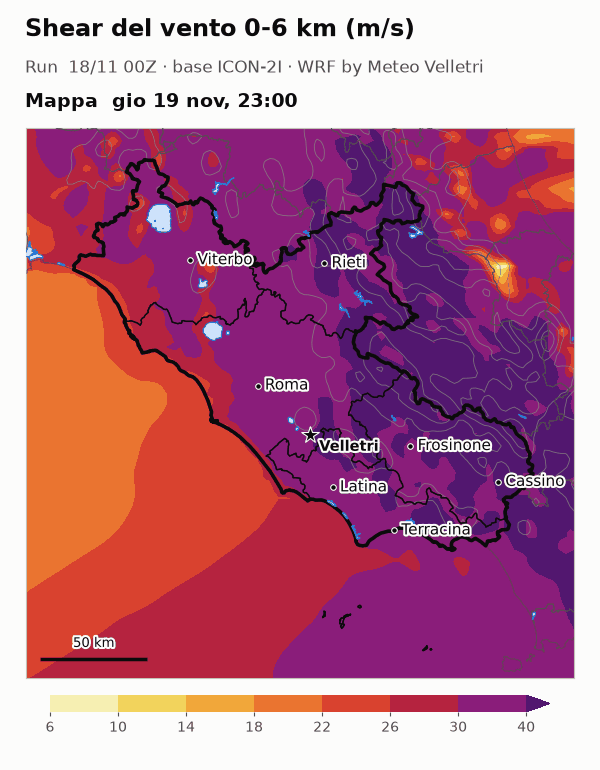 Shear del vento 0-6 km (m/s)
Run 18/11 00Z · base ICON-2I · WRF by Meteo Velletri
Mappa gio 19 nov, 23:00
Viterbo
Rieti
Roma
Velletri
Frosinone
Latina
Cassino
Terracina
50 km
6 10 14 18 22 26 30 40